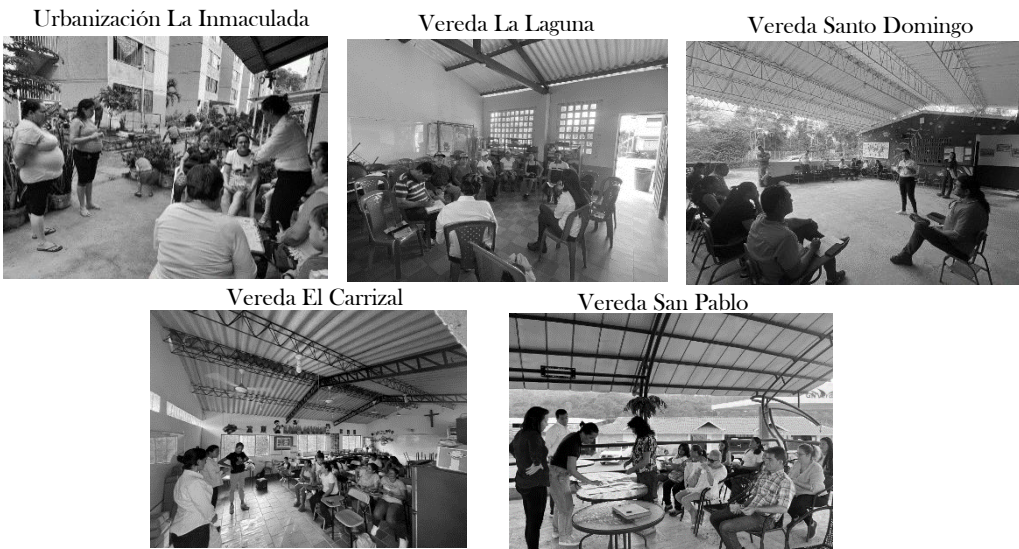 Urbanización La Inmaculada
Vereda La Laguna
Vereda Santo Domingo
Vereda El Carrizal
Vereda San Pablo